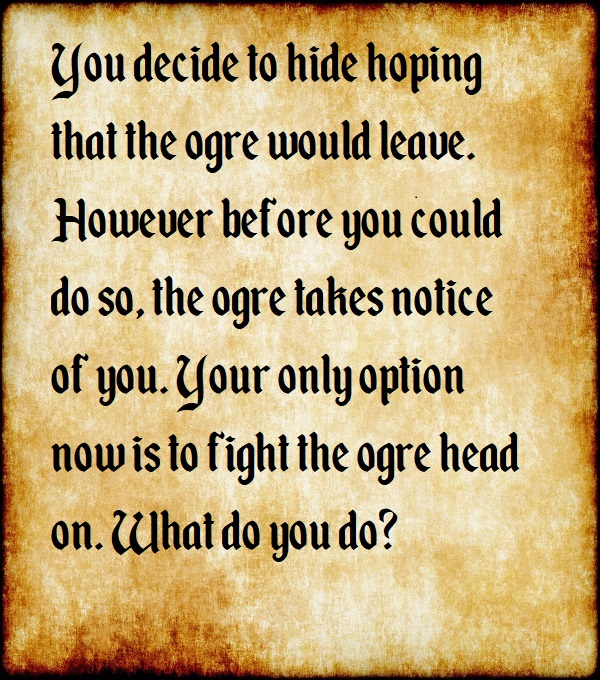 You decide to hide hoping
that the ogre would leave.
However before you could
do so, the ogre takes notice
of you. Your only option
now is to fight the ogre head
on. What do you do?